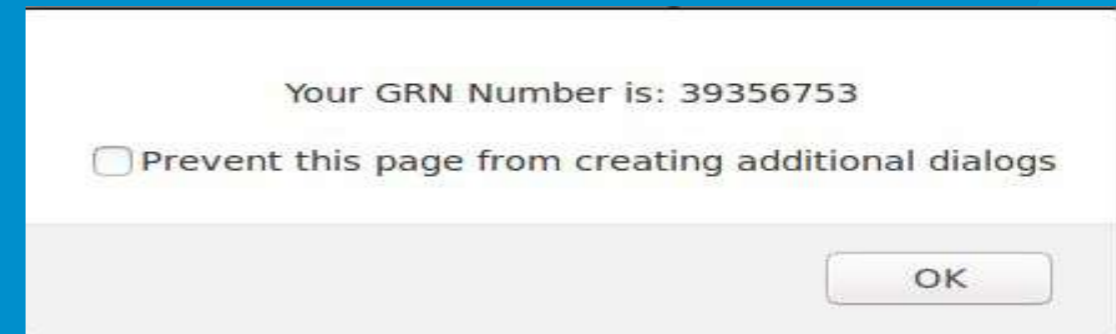 Your GRN Number is: 39356753
Prevent this page from creating additional dialogs
OK